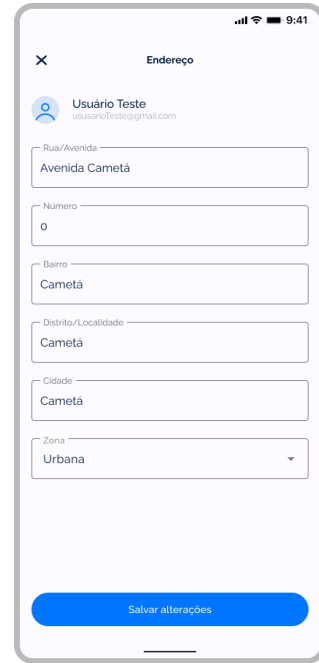 9:41
Endereço
Usuário Teste
ususarioTeste@gmail.com
Rua/Avenida
Avenida Cametá
Número
0
Bairro
Cametá
Distrito/Localidade
Cametá
Cidade
Cametá
Zona
Urbana
Salvar alterações